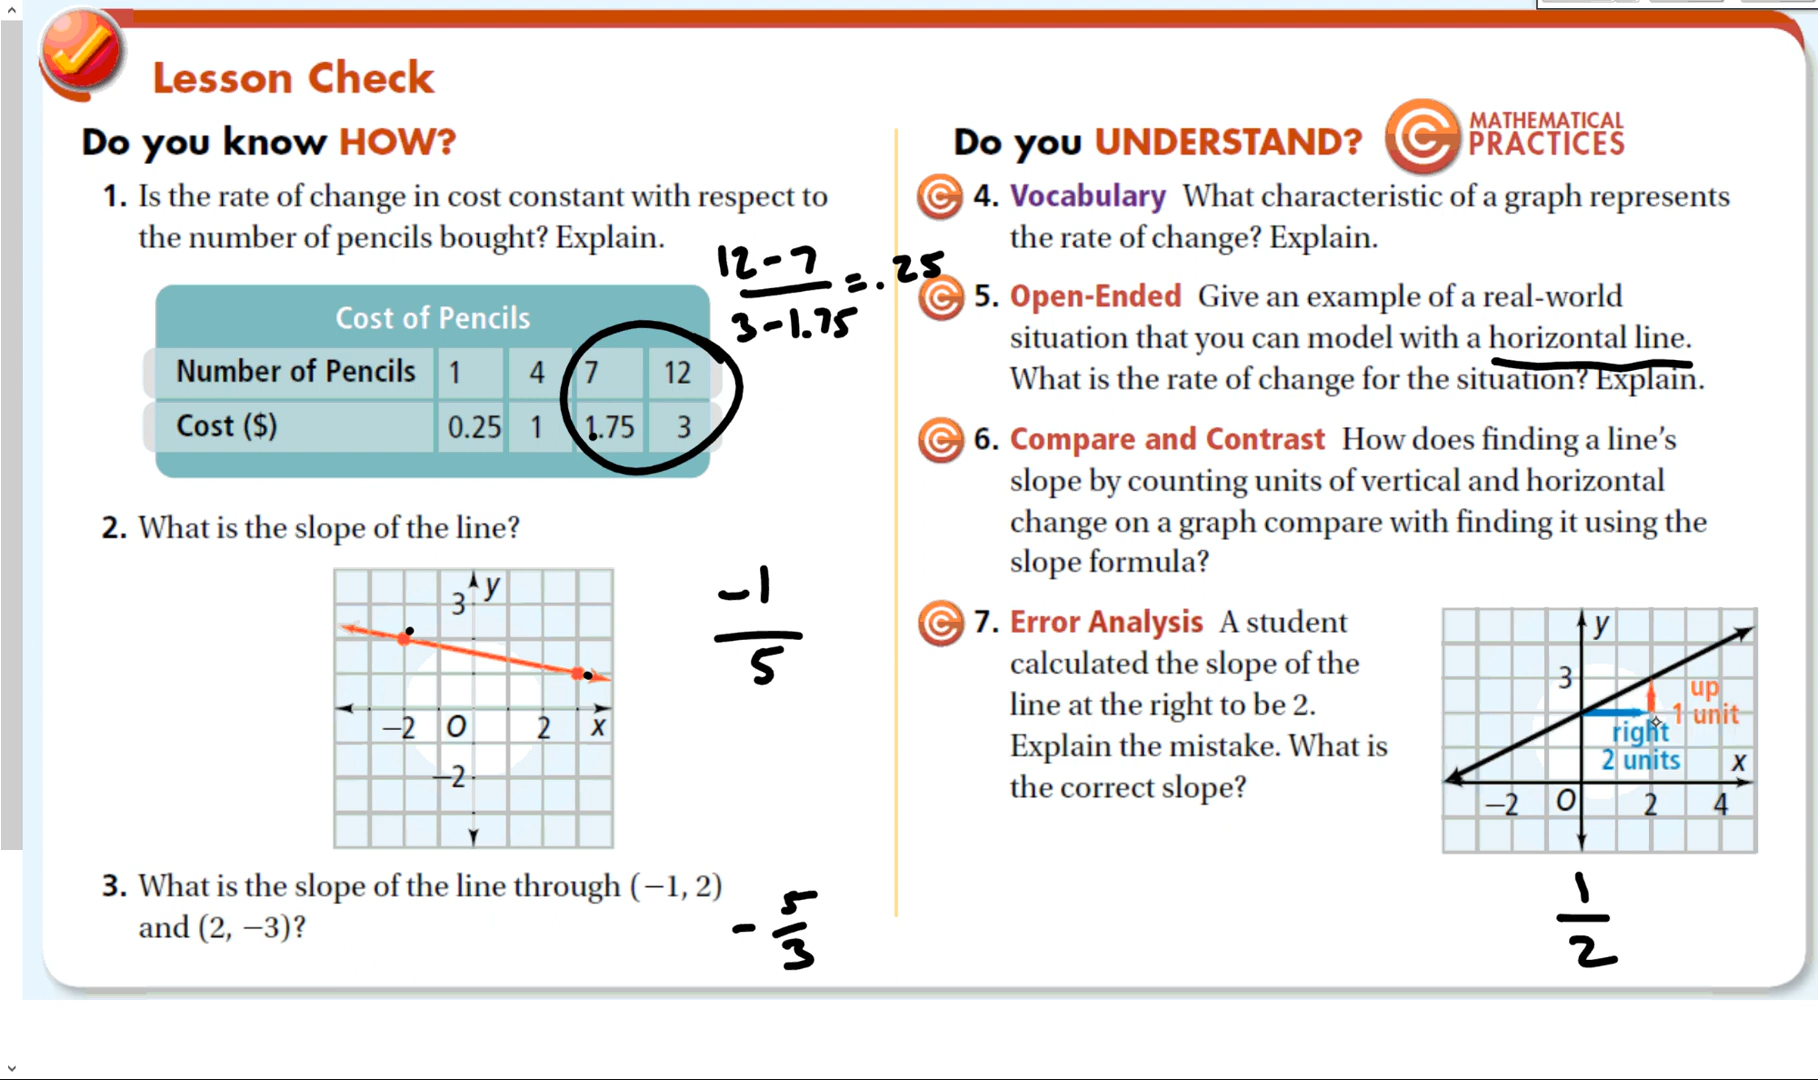 Lesson Check
Do you know HOW?
1. Is the rate of change in cost constant with respect to
the number of pencils bought? Explain.
12-7
3-1.75
=.25
Cost of Pencils
Number of Pencils 1 4 7 12
Cost ($) 0.25 1 1.75 3
2. What is the slope of the line?
3 y
−2 O 2 x
−2
-1
5
3. What is the slope of the line through (−1, 2)
and (2, −3)?
- 5
3
Do you UNDERSTAND?
MATHEMATICAL
PRACTICES
4. Vocabulary What characteristic of a graph represents
the rate of change? Explain.
5. Open-Ended Give an example of a real-world
situation that you can model with a horizontal line.
What is the rate of change for the situation? Explain.
6. Compare and Contrast How does finding a line’s
slope by counting units of vertical and horizontal
change on a graph compare with finding it using the
slope formula?
7. Error Analysis A student
calculated the slope of the
line at the right to be 2.
Explain the mistake. What is
the correct slope?
y
3
up
1 unit
right
2 units
x
−2 O 2 4
1
2